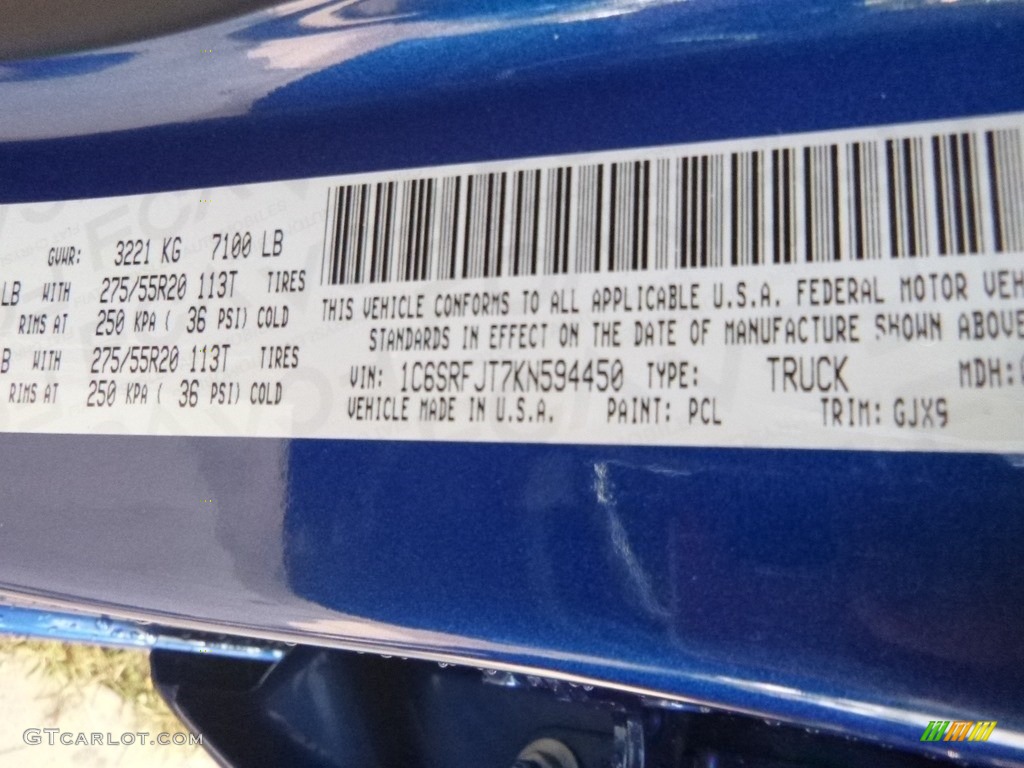 GVWR: 3221 KG 7100 LB
LB WITH 275/55R20 113T TIRES
RIMS AT 250 KPA ( 36 PSI) COLD
B WITH 275/55R20 113T TIRES
RIMS AT 250 KPA ( 36 PSI) COLD
THIS VEHICLE CONFORMS TO ALL APPLICABLE U.S.A. FEDERAL MOTOR VEH
STANDARDS IN EFFECT ON THE DATE OF MANUFACTURE SHOWN ABOVE
VIN: 1C6SRFJT7KN594450 TYPE: TRUCK MDH:
VEHICLE MADE IN U.S.A. PAINT: PCL TRIM: GJX9
GTCARLOT.COM